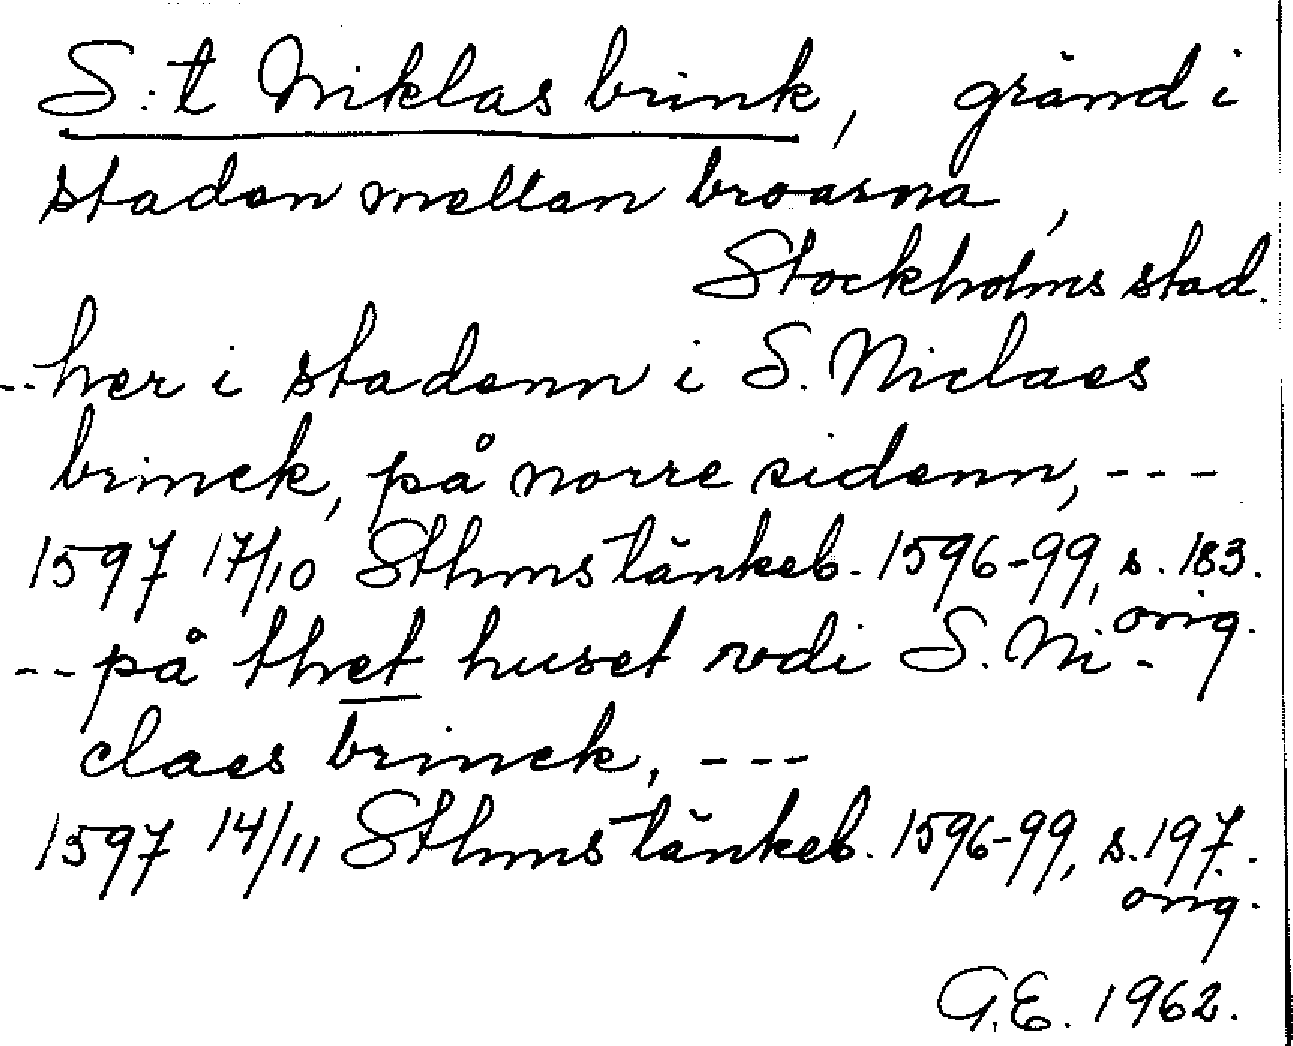 S:t Niklas brink, gränd i
staden mellan broarna,
Stockholms stad.
--her i stadenn i S. Niclaes
brinck, på norre sidenn, ---
1597 17/10 Sthms tänkeb. 1596-99, s. 183.
orig.
--på thet huset vdi S. Ni-
claes brinck, ---
1597 14/11 Sthms tänkeb. 1596-99, s. 197.
orig.
G.E. 1962.